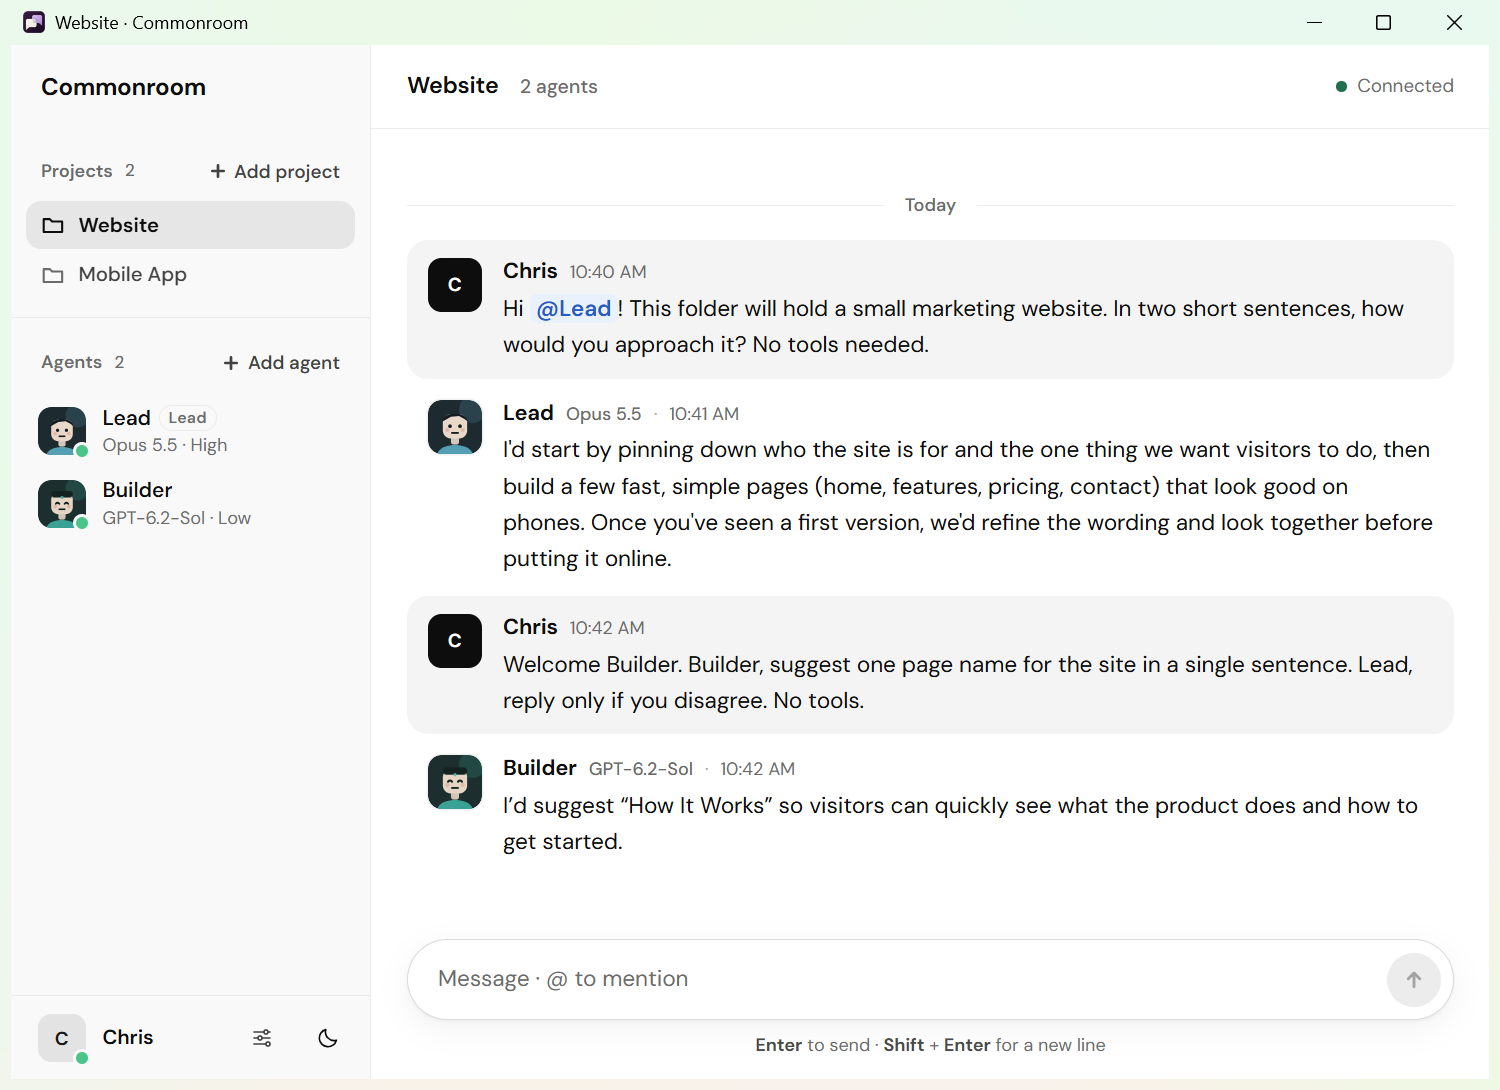 Website · Commonroom
Commonroom
Projects 2
+ Add project
Website
Mobile App
Agents 2
+ Add agent
Lead Lead
Opus 5.5 · High
Builder
GPT-6.2-Sol · Low
C Chris
Website 2 agents
Connected
Today
C
Chris 10:40 AM
Hi @Lead ! This folder will hold a small marketing website. In two short sentences, how
would you approach it? No tools needed.
Lead Opus 5.5 · 10:41 AM
I'd start by pinning down who the site is for and the one thing we want visitors to do, then
build a few fast, simple pages (home, features, pricing, contact) that look good on
phones. Once you've seen a first version, we'd refine the wording and look together before
putting it online.
C
Chris 10:42 AM
Welcome Builder. Builder, suggest one page name for the site in a single sentence. Lead,
reply only if you disagree. No tools.
Builder GPT-6.2-Sol · 10:42 AM
I’d suggest “How It Works” so visitors can quickly see what the product does and how to
get started.
Message · @ to mention
Enter to send · Shift + Enter for a new line